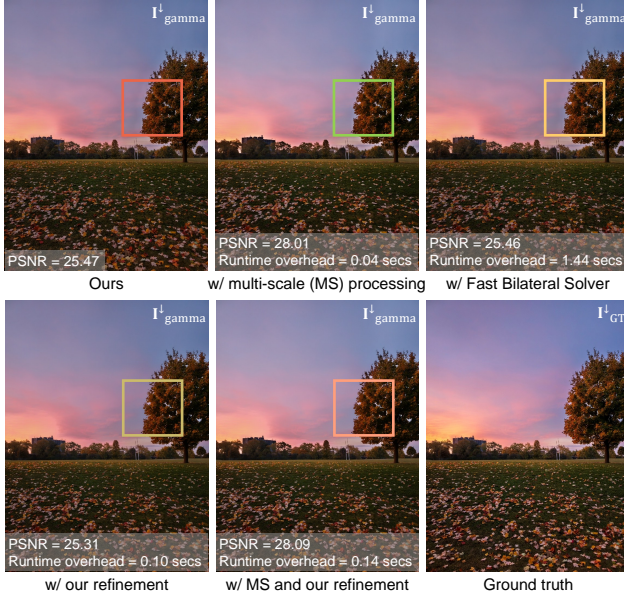 I↓gamma
I↓gamma
I↓gamma
PSNR = 25.47
PSNR = 28.01
Runtime overhead = 0.04 secs
PSNR = 25.46
Runtime overhead = 1.44 secs
Ours
w/ multi-scale (MS) processing
w/ Fast Bilateral Solver
I↓gamma
I↓gamma
I↓GT
PSNR = 25.31
Runtime overhead = 0.10 secs
PSNR = 28.09
Runtime overhead = 0.14 secs
w/ our refinement
w/ MS and our refinement
Ground truth